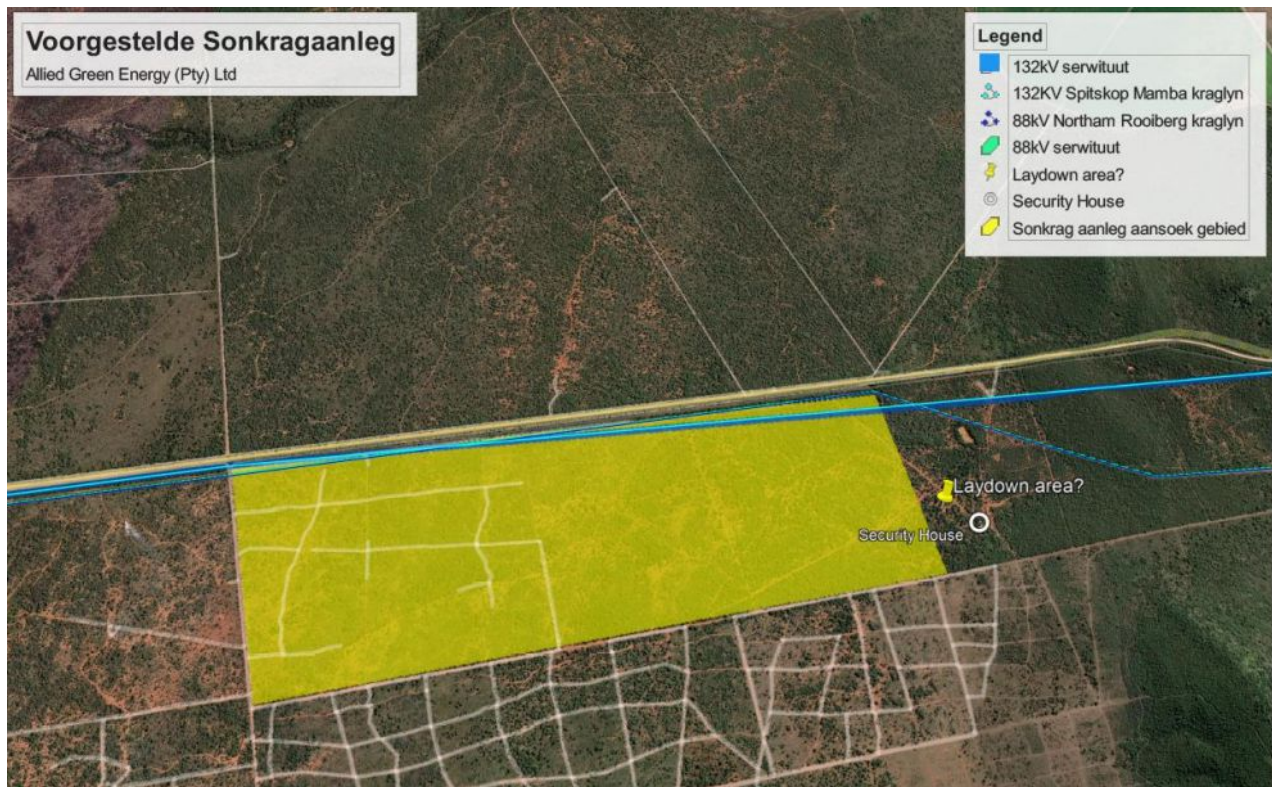 Voorgestelde Sonkragaanleg
Allied Green Energy (Pty) Ltd
Legend
132kV serwituut
132KV Spitskop Mamba kraglyn
88kV Northam Rooiberg kraglyn
88kV serwituut
Laydown area?
Security House
Sonkrag aanleg aansoek gebied
Laydown area?
Security House